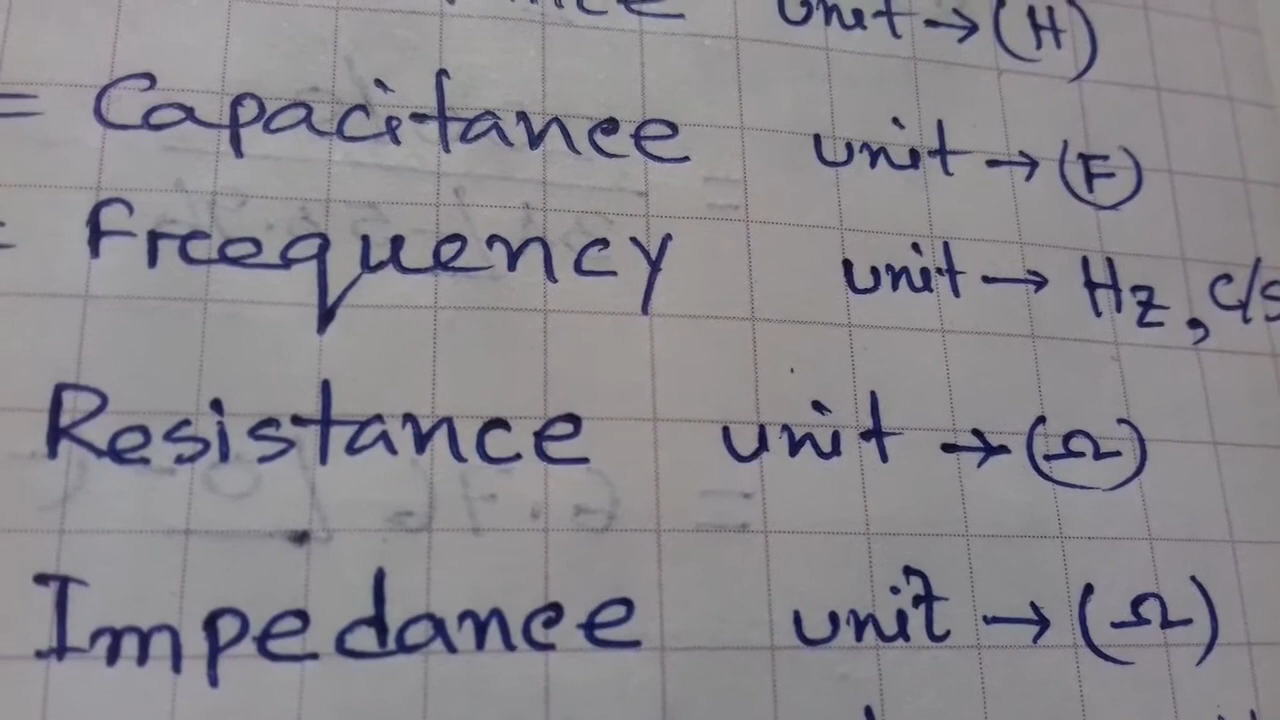 unit → (H)
= Capacitance unit → (F)
= Freequency unit → Hz, c/s
Resistance unit → (Ω)
Impedance unit → (Ω)